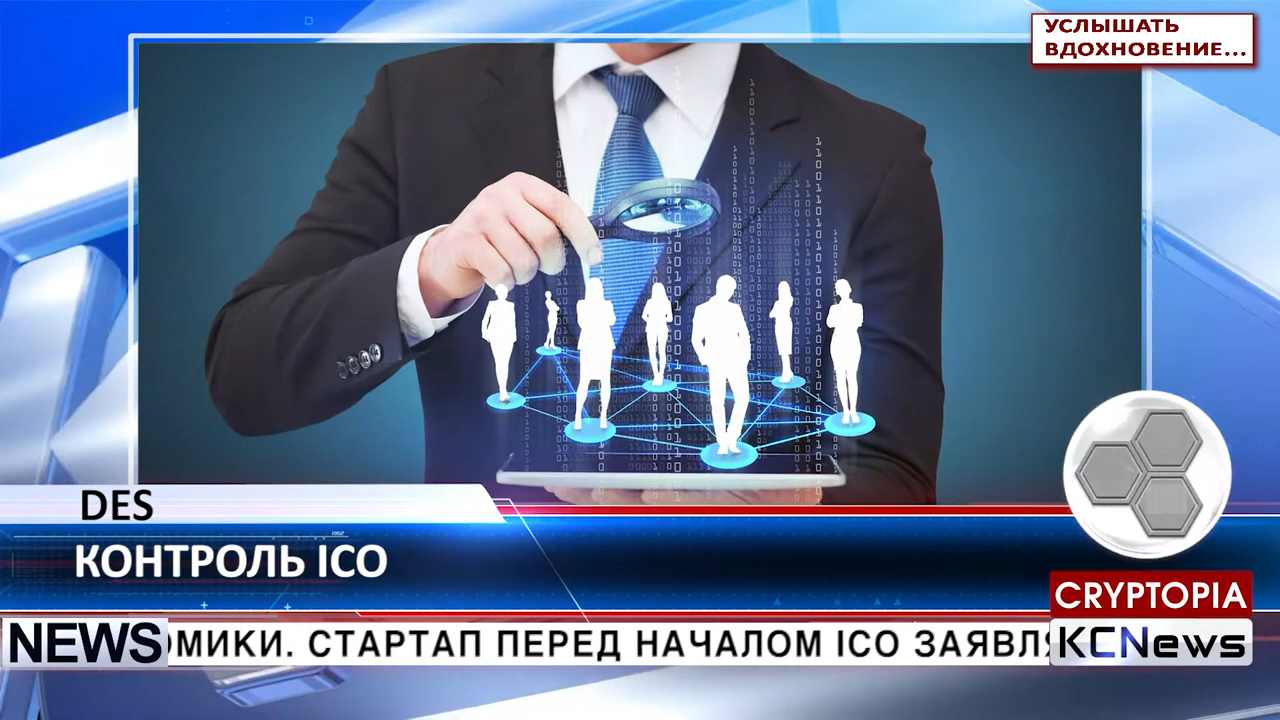 УСЛЫШАТЬ
ВДОХНОВЕНИЕ...
DES
КОНТРОЛЬ ICO
CRYPTOPIA
NEWS
ОМИКИ. СТАРТАП ПЕРЕД НАЧАЛОМ ICO ЗАЯВЛЯ
KCNews